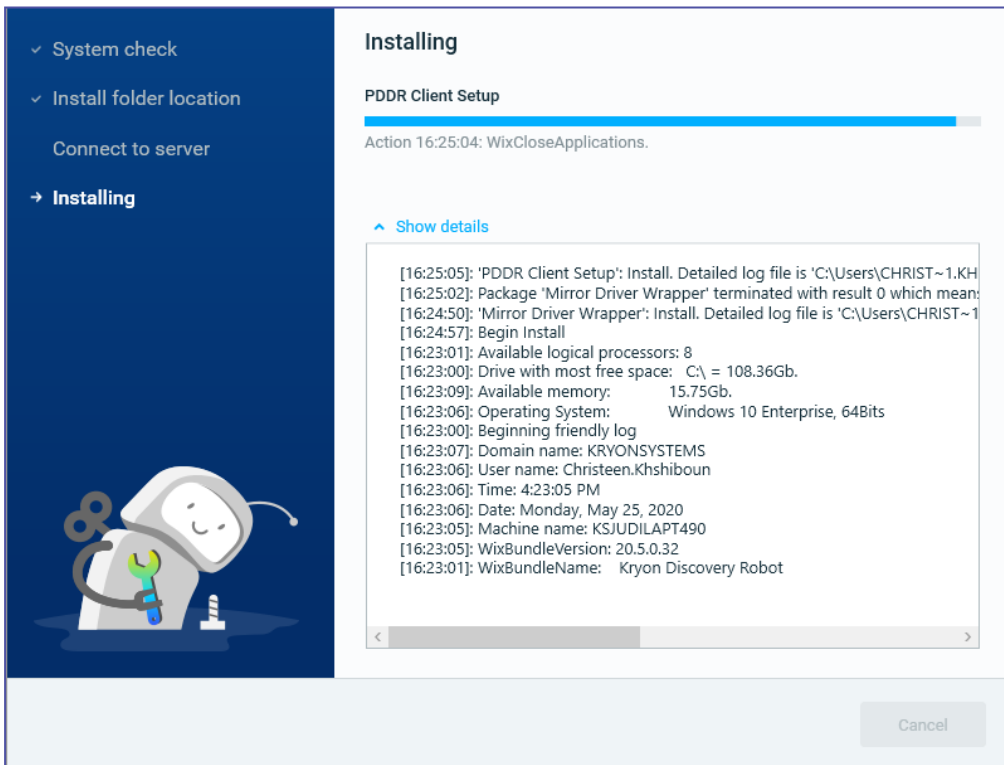 System check
Install folder location
Connect to server
Installing
Installing
PDDR Client Setup
Action 16:25:04: WixCloseApplications.
Show details
[16:25:05]: 'PDDR Client Setup': Install. Detailed log file is 'C:\Users\CHRIST~1.KH
[16:25:02]: Package 'Mirror Driver Wrapper' terminated with result 0 which means
[16:24:50]: 'Mirror Driver Wrapper': Install. Detailed log file is 'C:\Users\CHRIST~1
[16:24:57]: Begin Install
[16:23:01]: Available logical processors: 8
[16:23:00]: Drive with most free space: C:\ = 108.36Gb.
[16:23:09]: Available memory: 15.75Gb.
[16:23:06]: Operating System: Windows 10 Enterprise, 64Bits
[16:23:00]: Beginning friendly log
[16:23:07]: Domain name: KRYONSYSTEMS
[16:23:06]: User name: Christeen.Khshiboun
[16:23:06]: Time: 4:23:05 PM
[16:23:06]: Date: Monday, May 25, 2020
[16:23:05]: Machine name: KSJUDILAPT490
[16:23:05]: WixBundleVersion: 20.5.0.32
[16:23:01]: WixBundleName: Kryon Discovery Robot
Cancel